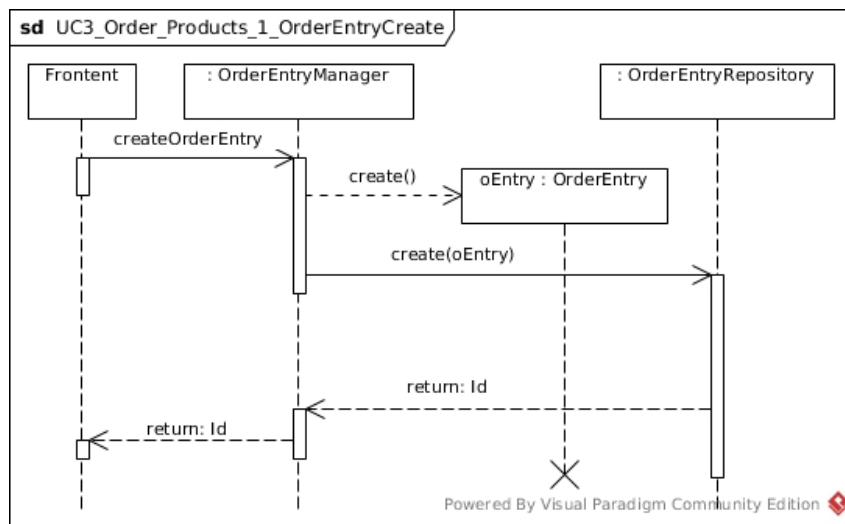 sd UC3_Order_Products_1_OrderEntryCreate
Frontent
: OrderEntryManager
: OrderEntryRepository
createOrderEntry
create()
oEntry : OrderEntry
create(oEntry)
return: Id
return: Id
Powered By Visual Paradigm Community Edition